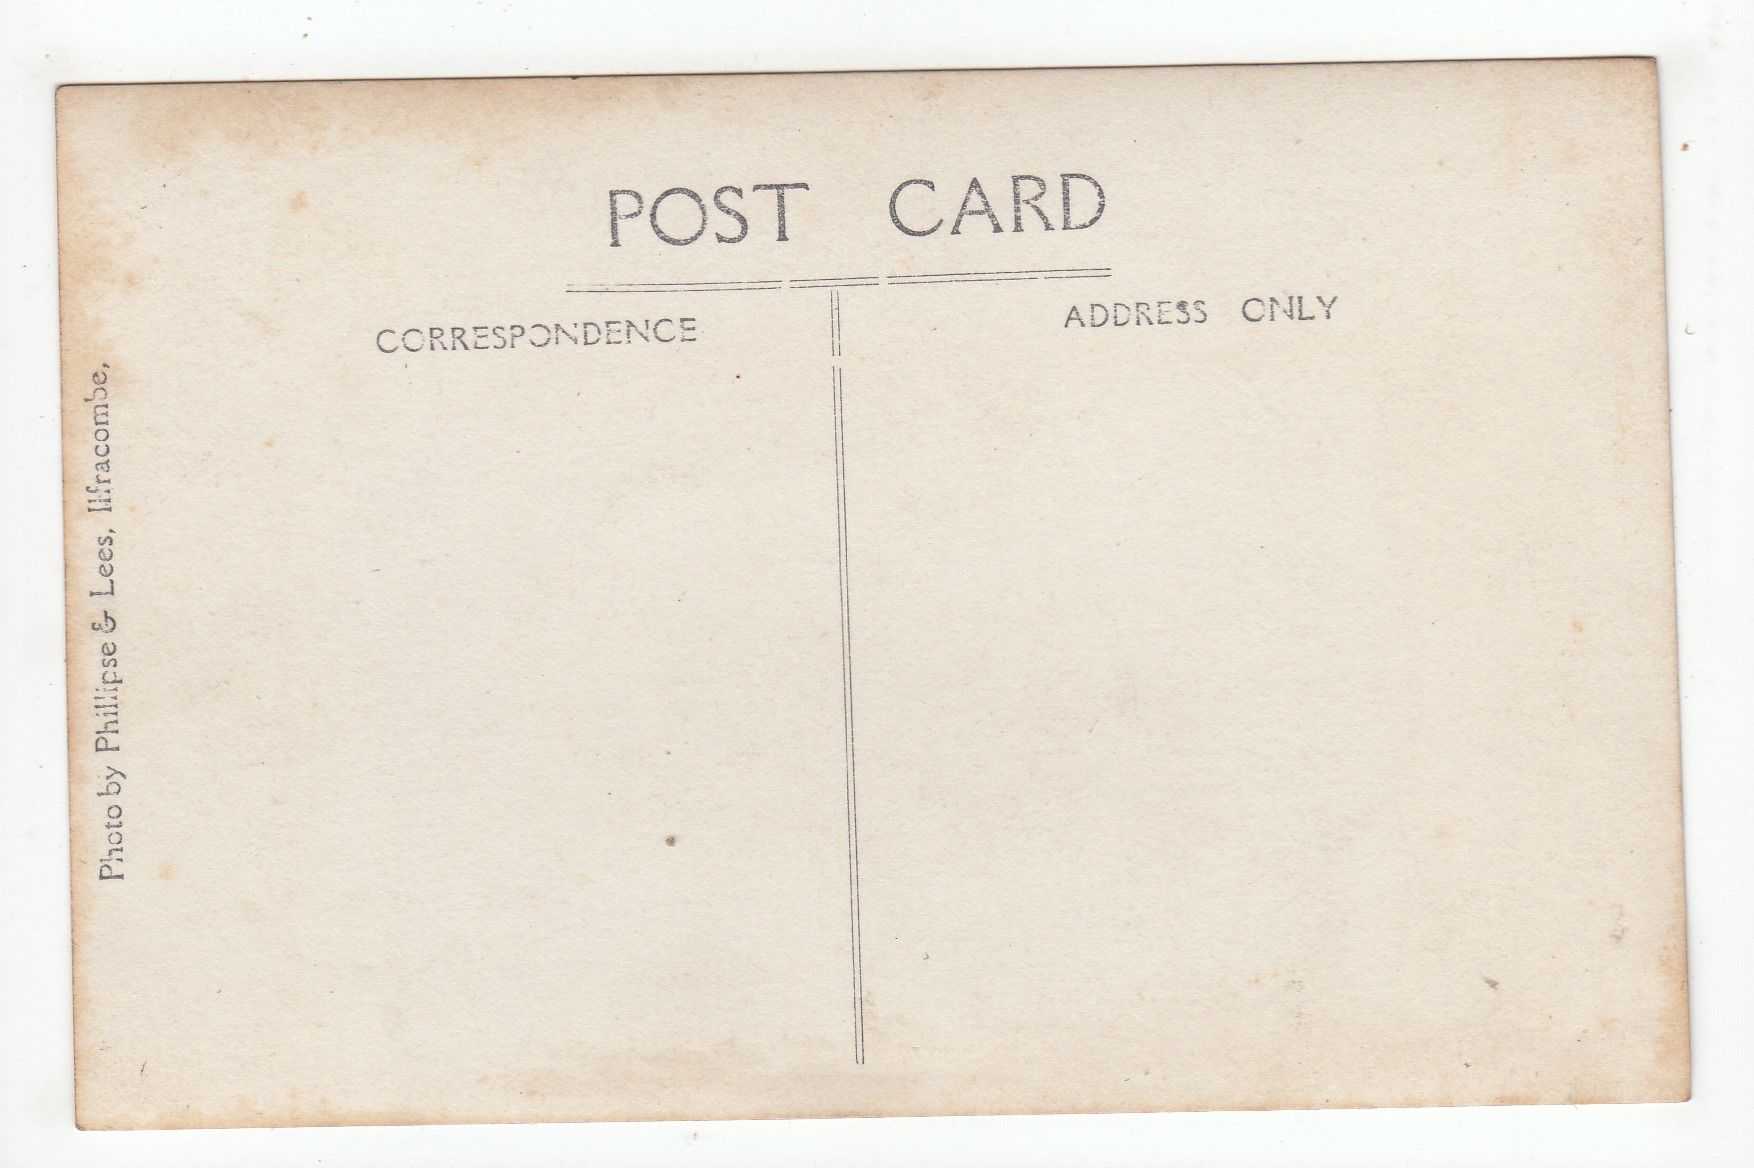 POST CARD
CORRESPONDENCE
ADDRESS ONLY
Photo by Phillipse & Lees, Ilfracombe,